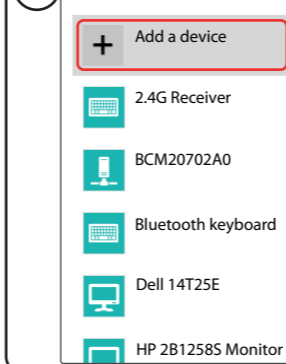 Add a device
2.4G Receiver
BCM20702A0
Bluetooth keyboard
Dell 14T25E
HP 2B1258S Monitor